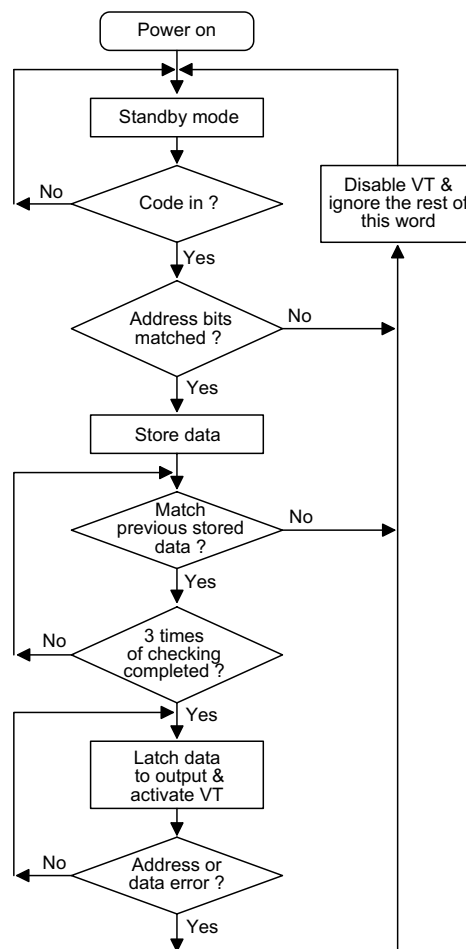 Power on
Standby mode
No
Code in ?
Disable VT &
ignore the rest of
this word
Yes
Address bits
matched ?
No
Yes
Store data
Match
previous stored
data ?
No
Yes
No
3 times
of checking
completed ?
Yes
Latch data
to output &
activate VT
No
Address or
data error ?
Yes